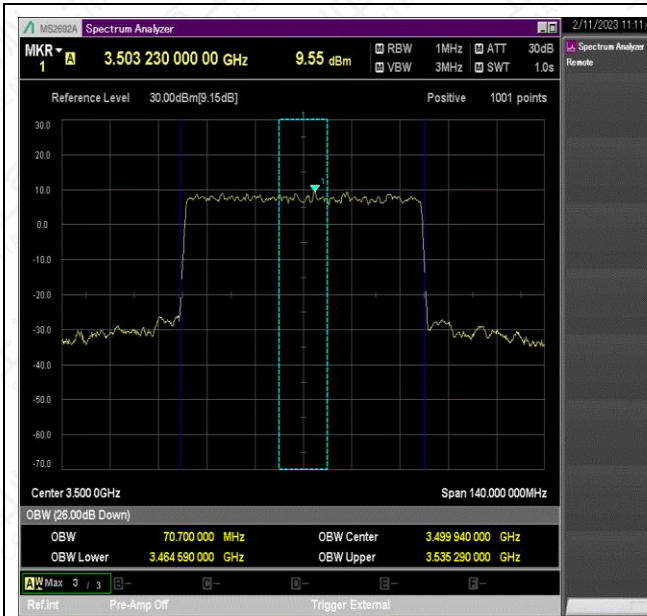 MS2692A Spectrum Analyzer
2/11/2023 11:11:
MKR 1 A 3.503 230 000 00 GHz 9.55 dBm
M RBW 1MHz M ATT 30dB
M VBW 3MHz M SWT 1.0s
Spectrum Analyzer
Remote
Reference Level 30.00dBm[9.15dB] Positive 1001 points
30.0
20.0
1
10.0
0.0
-10.0
-20.0
-30.0
-40.0
-50.0
-60.0
-70.0
Center 3.500 0GHz Span 140.000 000MHz
OBW (26.00dB Down)
OBW 70.700 000 MHz OBW Center 3.499 940 000 GHz
OBW Lower 3.464 590 000 GHz OBW Upper 3.535 290 000 GHz
A W Max 3 / 3 B- C- D- E- F-
Ref.Int Pre-Amp Off Trigger External